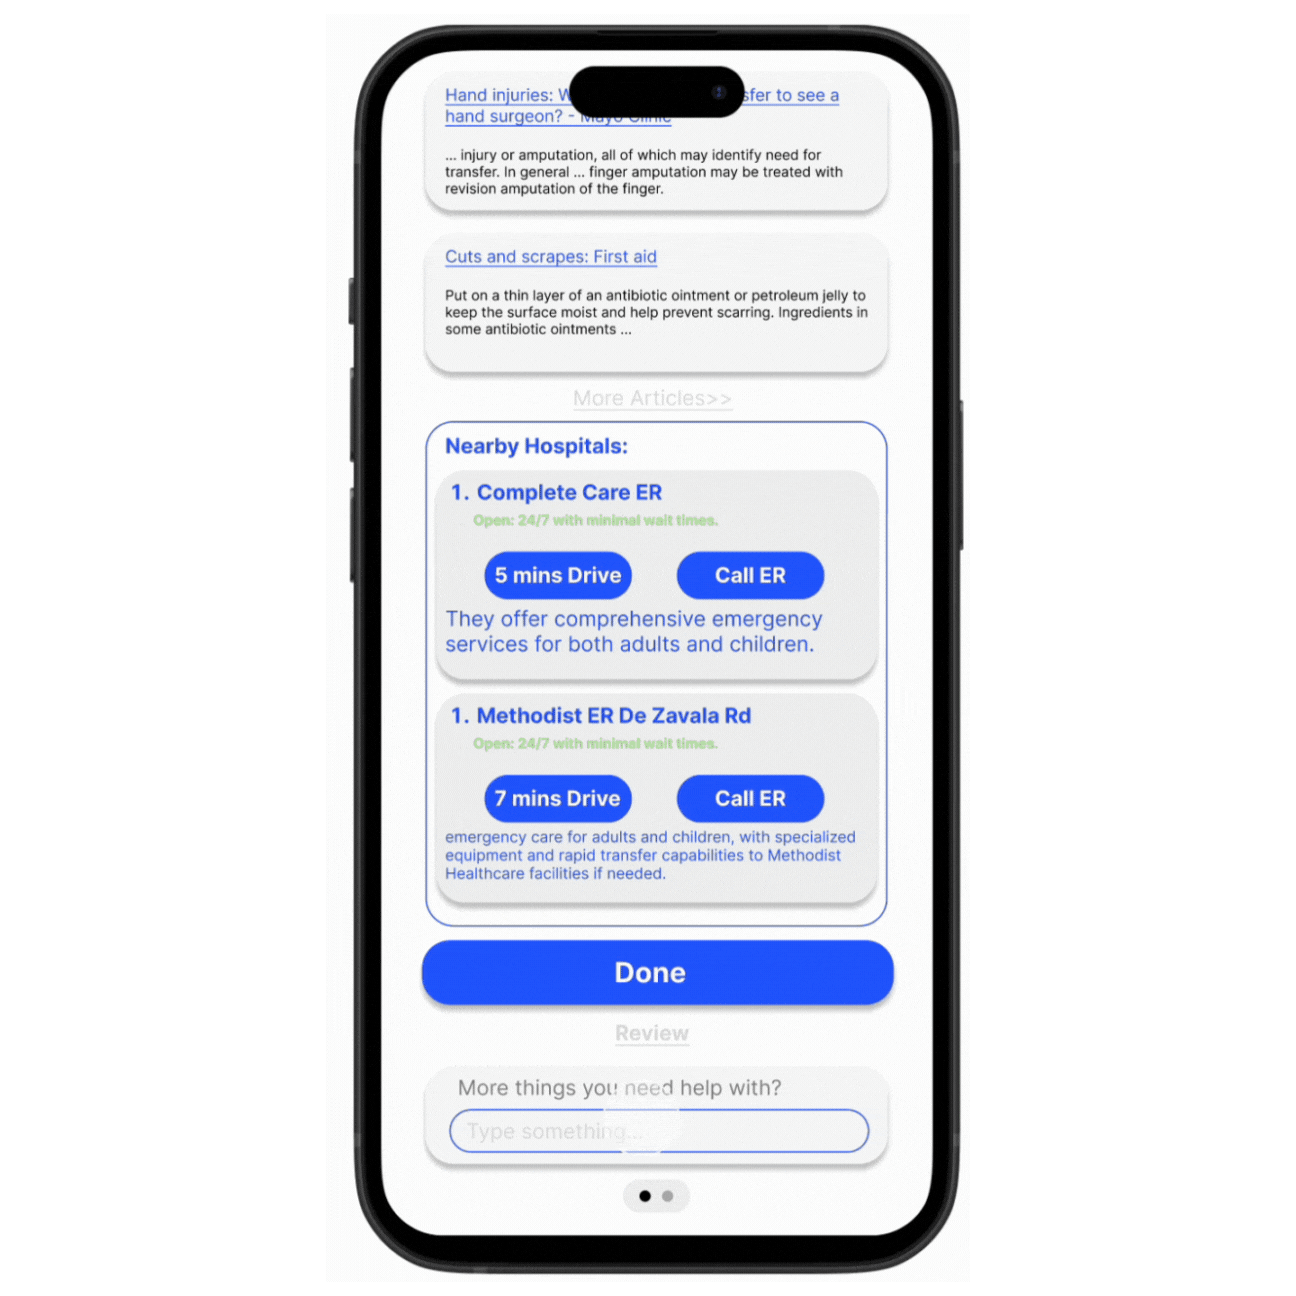 Hand injuries: sfer to see a
hand surgeon? - Mayo Clinic
... injury or amputation, all of which may identify need for
transfer. In general ... finger amputation may be treated with
revision amputation of the finger.
Cuts and scrapes: First aid
Put on a thin layer of an antibiotic ointment or petroleum jelly to
keep the surface moist and help prevent scarring. Ingredients in
some antibiotic ointments ...
More Articles>>
Nearby Hospitals:
1. Complete Care ER
Open: 24/7 with minimal wait times.
5 mins Drive Call ER
They offer comprehensive emergency
services for both adults and children.
1. Methodist ER De Zavala Rd
Open: 24/7 with minimal wait times.
7 mins Drive Call ER
emergency care for adults and children, with specialized
equipment and rapid transfer capabilities to Methodist
Healthcare facilities if needed.
Done
Review
More things you need help with?
Type something...